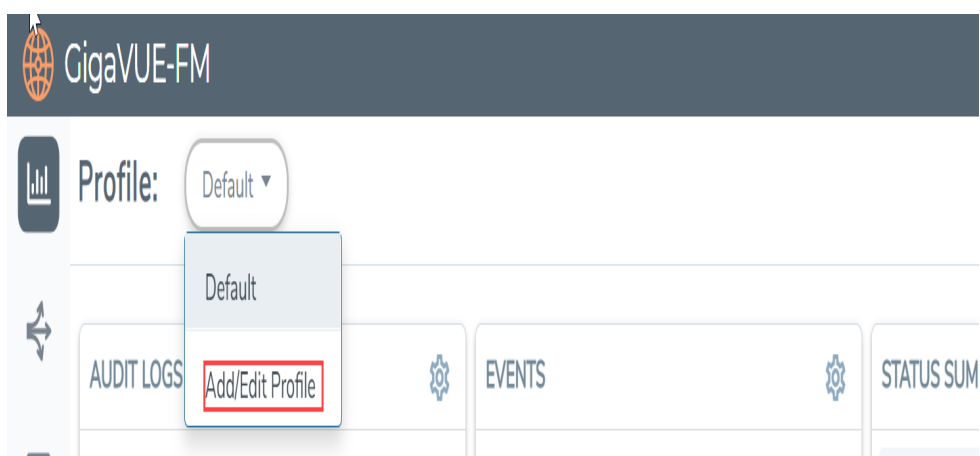 GigaVUE-FM
Profile:
Default
Default
Add/Edit Profile
AUDIT LOGS
EVENTS
STATUS SUM